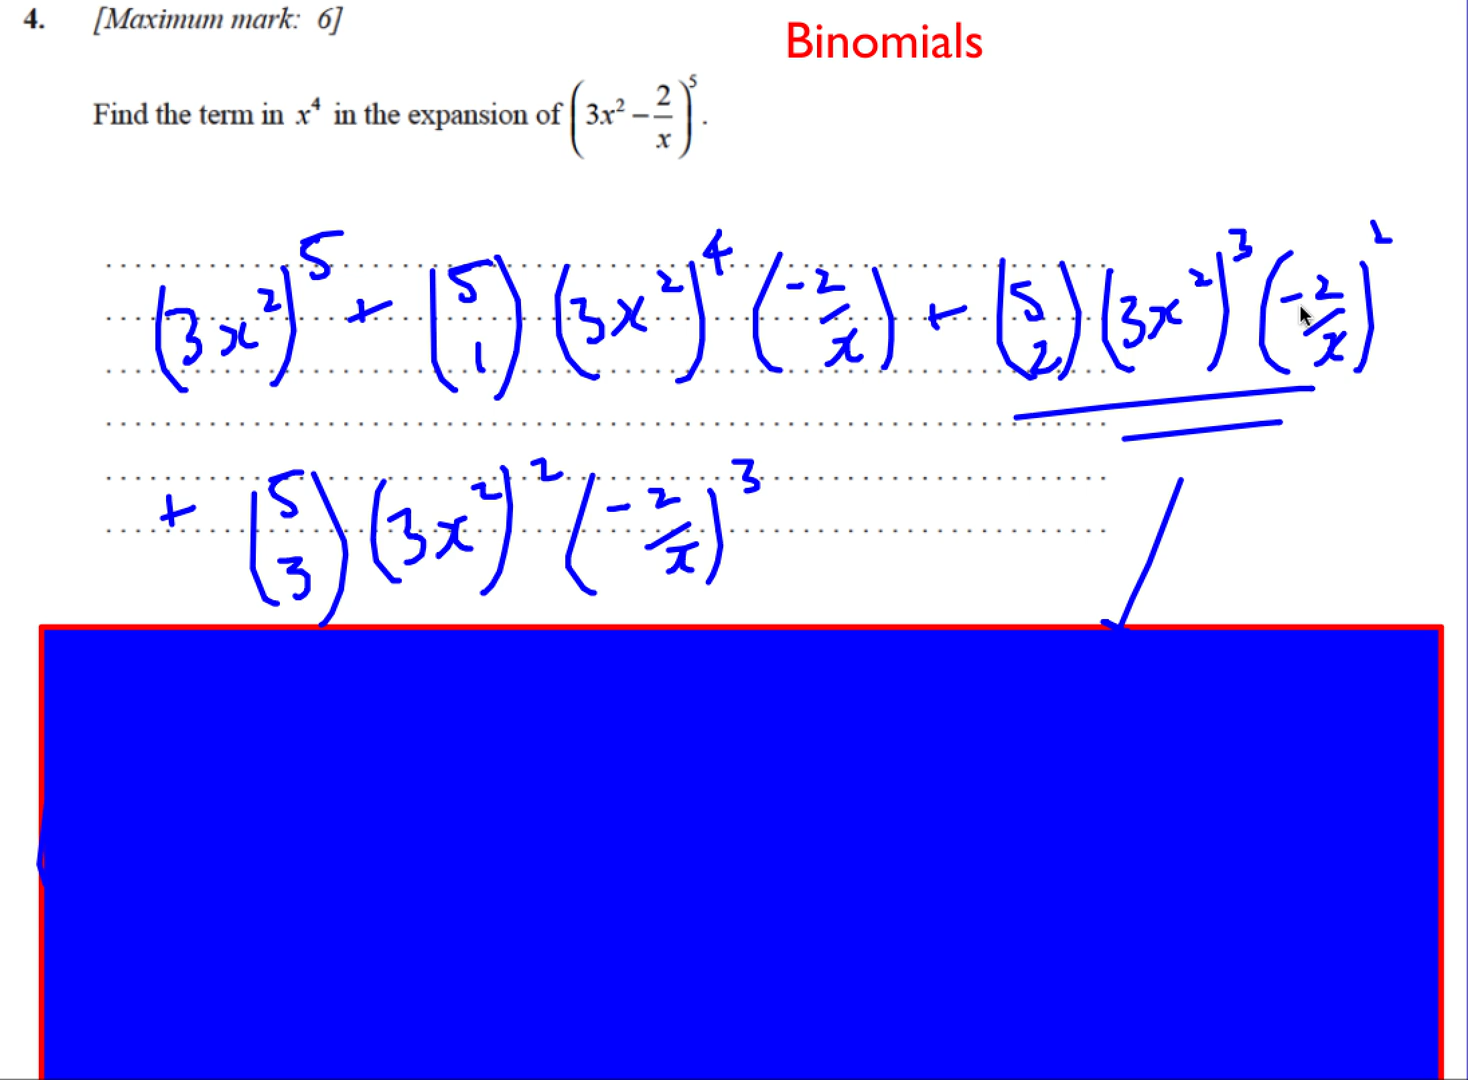 4. [Maximum mark: 6]
Binomials
Find the term in x⁴ in the expansion of (3x² − 2/x)⁵.
(3x²)⁵ + (5 1)(3x²)⁴(-2/x) + (5 2)(3x²)³(-2/x)²
+ (5 3)(3x²)²(-2/x)³